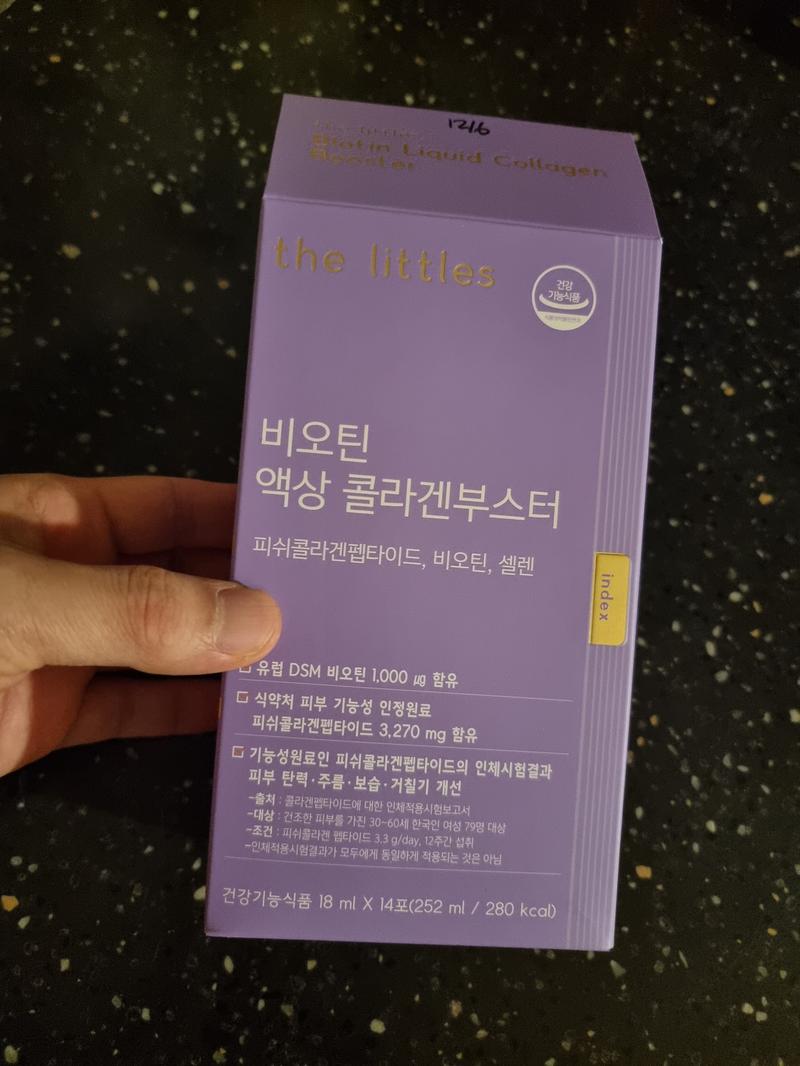 1216
the littles
Biotin Liquid Collagen
Booster
the littles
건강
기능식품
식품의약품안전처
비오틴
액상 콜라겐부스터
피쉬콜라겐펩타이드, 비오틴, 셀렌
index
유럽 DSM 비오틴 1,000 ㎍ 함유
식약처 피부 기능성 인정원료
피쉬콜라겐펩타이드 3,270 mg 함유
기능성원료인 피쉬콜라겐펩타이드의 인체시험결과
피부 탄력·주름·보습·거칠기 개선
-출처 : 콜라겐펩타이드에 대한 인체적용시험보고서
-대상 : 건조한 피부를 가진 30~60세 한국인 여성 79명 대상
-조건 : 피쉬콜라겐 펩타이드 3.3 g/day, 12주간 섭취
-인체적용시험결과가 모두에게 동일하게 적용되는 것은 아님
건강기능식품 18 ml X 14포(252 ml / 280 kcal)